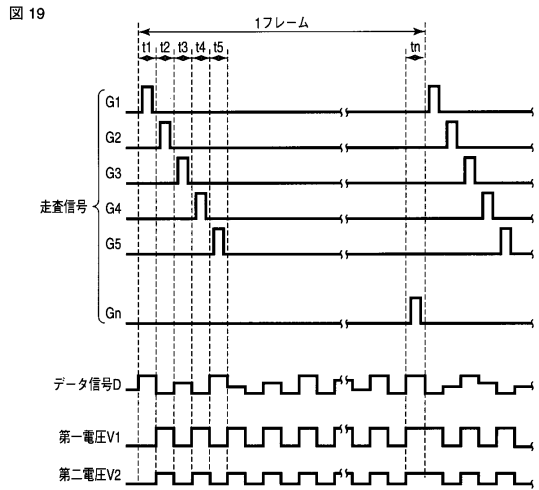 図 19
1フレーム
t1 t2 t3 t4 t5 tn
G1
G2
G3
走査信号
G4
G5
Gn
データ信号D
第一電圧V1
第二電圧V2